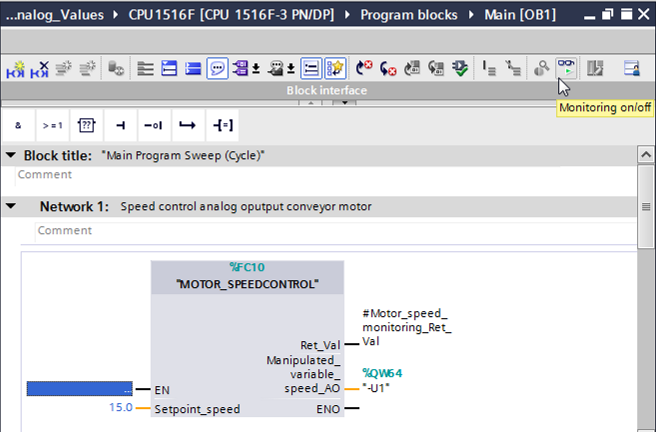 ...nalog_Values ▸ CPU1516F [CPU 1516F-3 PN/DP] ▸ Program blocks ▸ Main [OB1]
Block interface
Monitoring on/off
& >=1 ?? –[=]
Block title: "Main Program Sweep (Cycle)"
Comment
Network 1: Speed control analog oputput conveyor motor
Comment
%FC10
"MOTOR_SPEEDCONTROL"
#Motor_speed_
monitoring_Ret_
Val
Ret_Val
Manipulated_
variable_
speed_AO
%QW64
"-U1"
... EN
15.0 Setpoint_speed
ENO